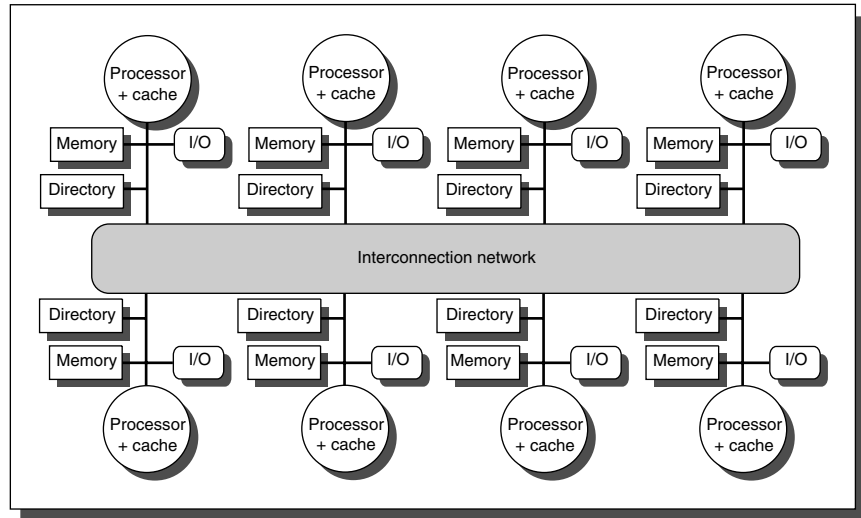 Processor
+ cache
Processor
+ cache
Processor
+ cache
Processor
+ cache
Memory
I/O
Memory
I/O
Memory
I/O
Memory
I/O
Directory
Directory
Directory
Directory
Interconnection network
Directory
Directory
Directory
Directory
Memory
I/O
Memory
I/O
Memory
I/O
Memory
I/O
Processor
+ cache
Processor
+ cache
Processor
+ cache
Processor
+ cache